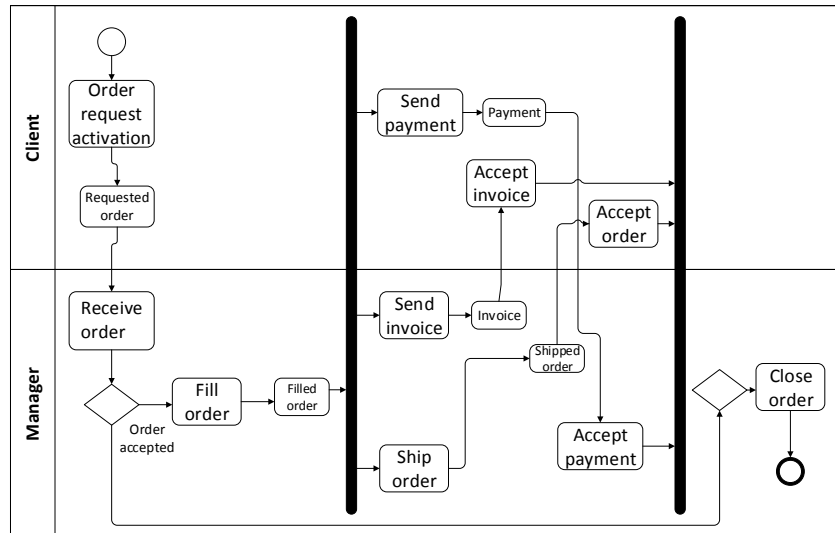 Client
Order
request
activation
Requested
order
Send
payment
Payment
Accept
invoice
Accept
order
Manager
Receive
order
Order
accepted
Fill
order
Filled
order
Send
invoice
Invoice
Shipped
order
Ship
order
Accept
payment
Close
order